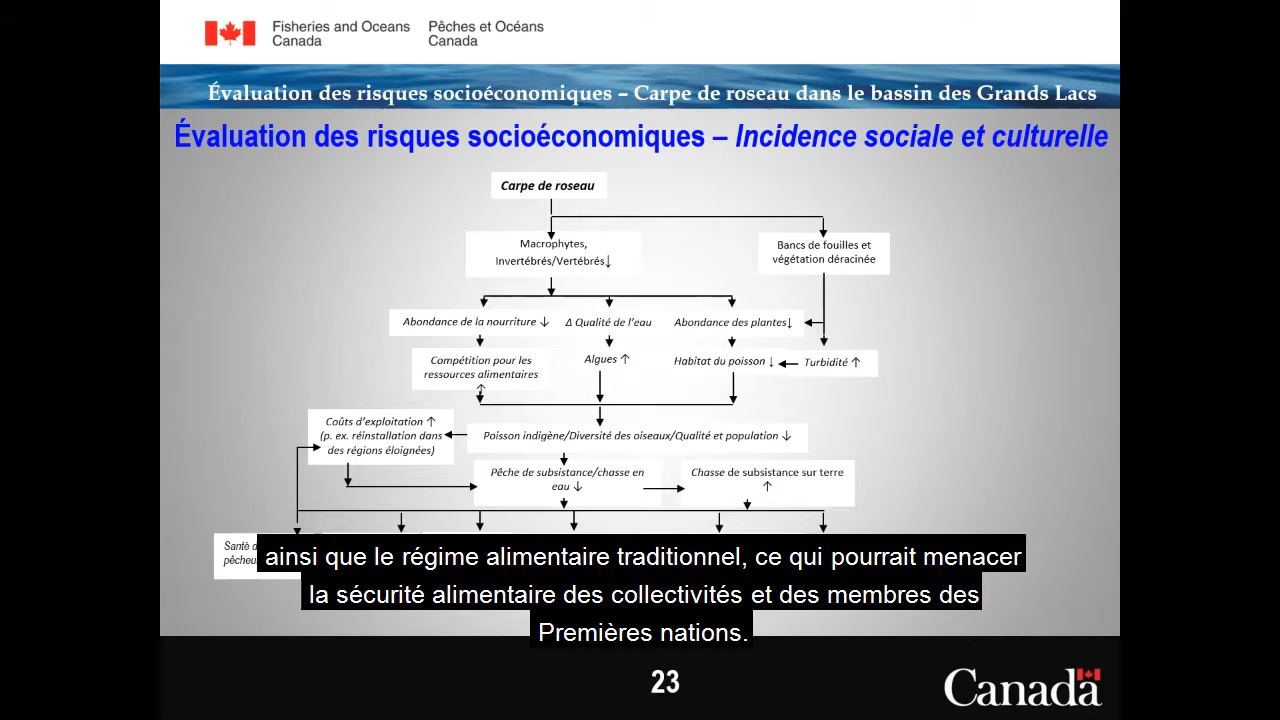 Fisheries and Oceans
Canada
Pêches et Océans
Canada
Évaluation des risques socioéconomiques – Carpe de roseau dans le bassin des Grands Lacs
Évaluation des risques socioéconomiques – Incidence sociale et culturelle
Carpe de roseau
Macrophytes,
Invertébrés/Vertébrés↓
Bancs de fouilles et
végétation déracinée
Abondance de la nourriture ↓
Δ Qualité de l’eau
Abondance des plantes↓
Compétition pour les
ressources alimentaires
↑
Algues ↑
Habitat du poisson ↓
Turbidité ↑
Coûts d’exploitation ↑
(p. ex. réinstallation dans
des régions éloignées)
Poisson indigène/Diversité des oiseaux/Qualité et population ↓
Pêche de subsistance/chasse en
eau ↓
Chasse de subsistance sur terre
↑
Santé
ainsi que le régime alimentaire traditionnel, ce qui pourrait menacer
la sécurité alimentaire des collectivités et des membres des
Premières nations.
23
Canada